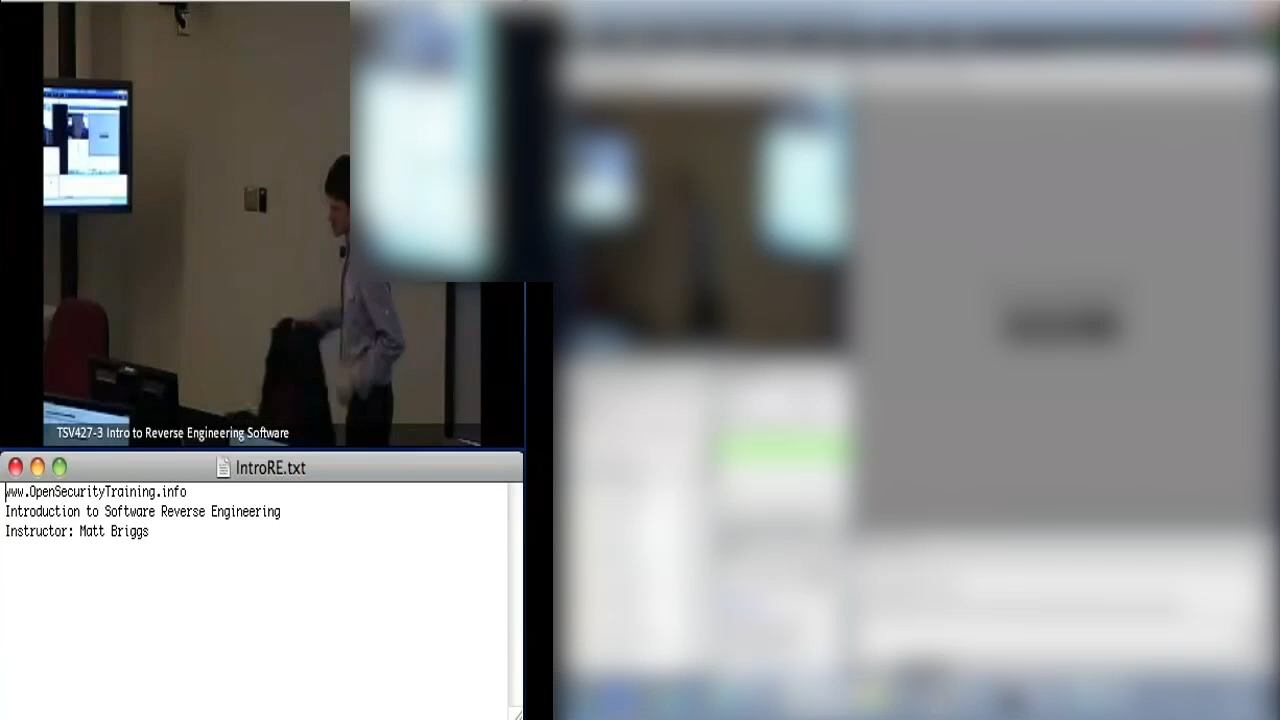 TSV427-3 Intro to Reverse Engineering Software
IntroRE.txt
www.OpenSecurityTraining.info
Introduction to Software Reverse Engineering
Instructor: Matt Briggs